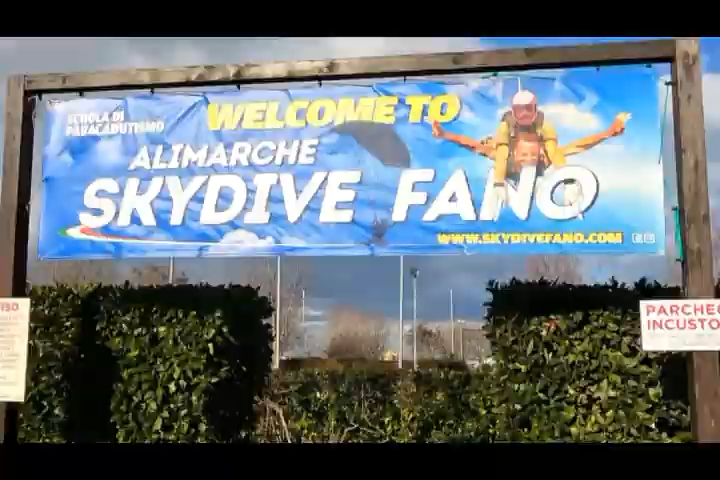 SCUOLA DI
PARACADUTISMO
WELCOME TO
ALIMARCHE
SKYDIVE FANO
WWW.SKYDIVEFANO.COM
PARCHEG
INCUSTO